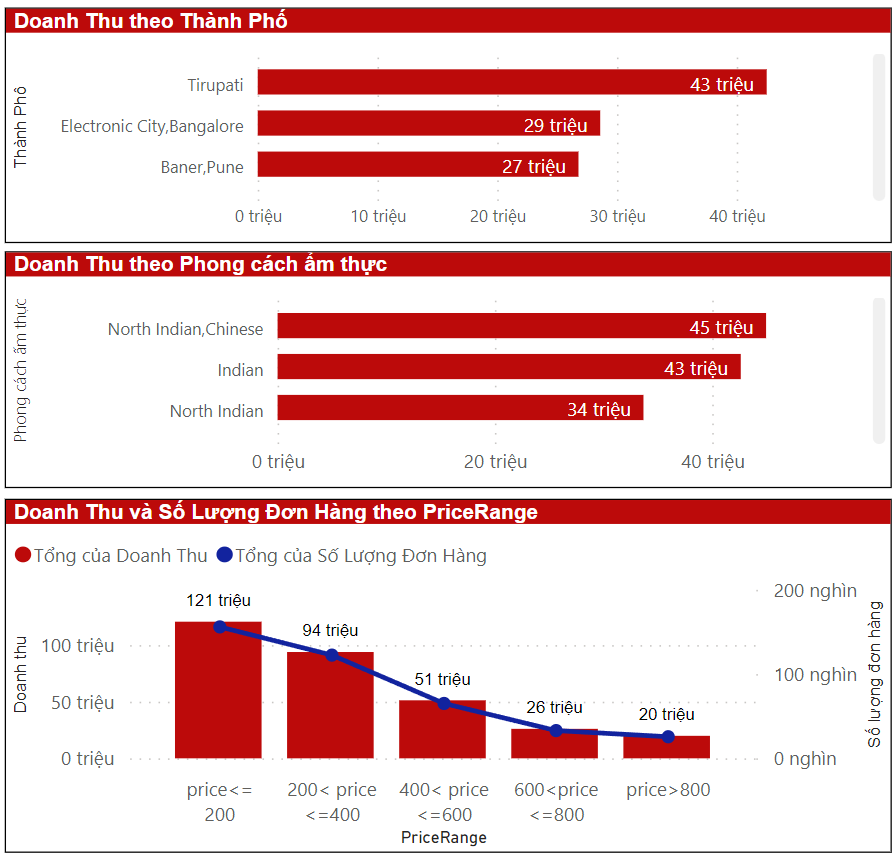 Doanh Thu theo Thành Phố
Thành Phố
Tirupati
43 triệu
Electronic City,Bangalore
29 triệu
Baner,Pune
27 triệu
0 triệu
10 triệu
20 triệu
30 triệu
40 triệu
Doanh Thu theo Phong cách ẩm thực
Phong cách ẩm thực
North Indian,Chinese
45 triệu
Indian
43 triệu
North Indian
34 triệu
0 triệu
20 triệu
40 triệu
Doanh Thu và Số Lượng Đơn Hàng theo PriceRange
Tổng của Doanh Thu
Tổng của Số Lượng Đơn Hàng
Doanh thu
100 triệu
50 triệu
0 triệu
121 triệu
94 triệu
51 triệu
26 triệu
20 triệu
200 nghìn
100 nghìn
0 nghìn
Số lượng đơn hàng
price<=
200
200< price
<=400
400< price
<=600
600<price
<=800
price>800
PriceRange